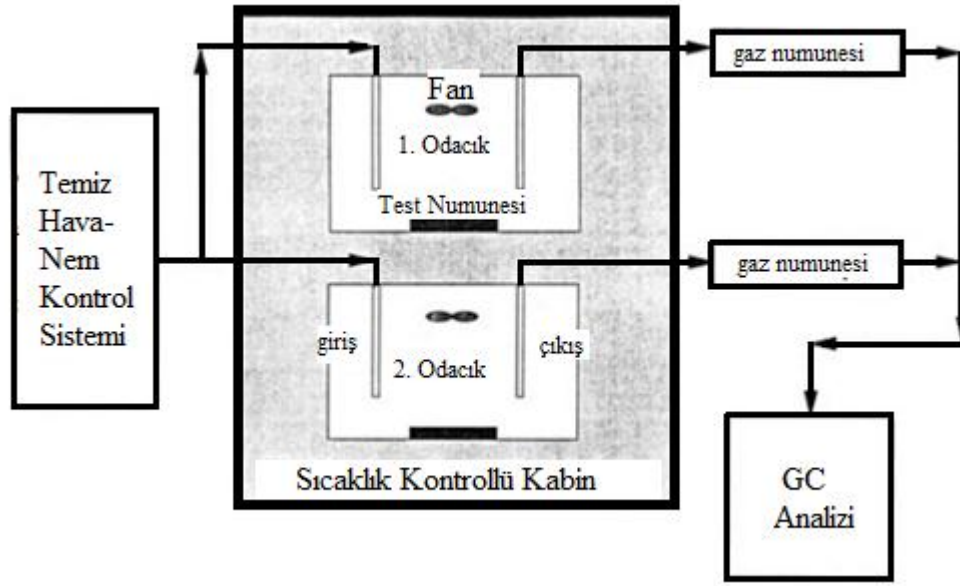 Temiz
Hava-
Nem
Kontrol
Sistemi
Fan
1. Odacık
Test Numunesi
giriş
çıkış
2. Odacık
Sıcaklık Kontrollü Kabin
gaz numunesi
gaz numunesi
GC
Analizi